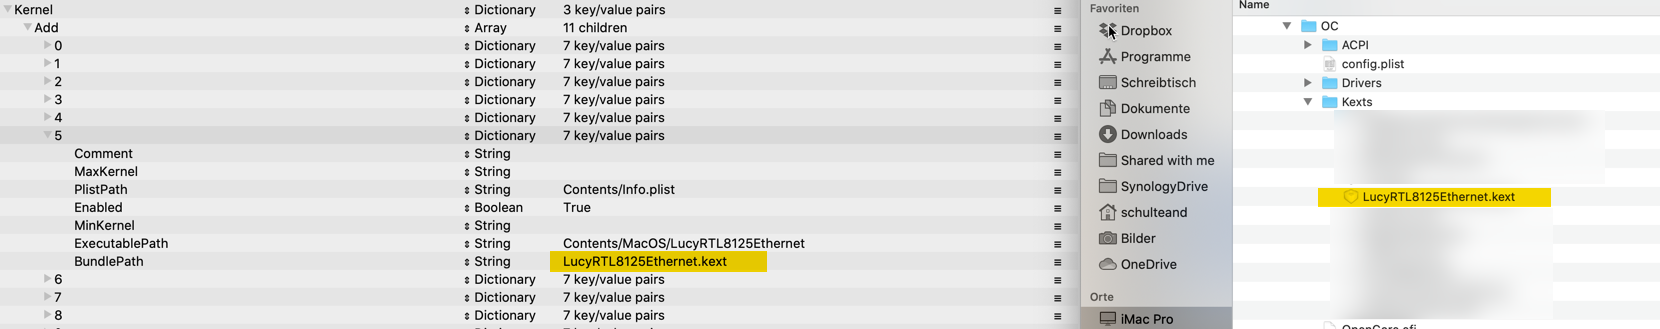 Kernel Dictionary 3 key/value pairs
Add Array 11 children
0 Dictionary 7 key/value pairs
1 Dictionary 7 key/value pairs
2 Dictionary 7 key/value pairs
3 Dictionary 7 key/value pairs
4 Dictionary 7 key/value pairs
5 Dictionary 7 key/value pairs
Comment String
MaxKernel String
PlistPath String Contents/Info.plist
Enabled Boolean True
MinKernel String
ExecutablePath String Contents/MacOS/LucyRTL8125Ethernet
BundlePath String LucyRTL8125Ethernet.kext
6 Dictionary 7 key/value pairs
7 Dictionary 7 key/value pairs
8 Dictionary 7 key/value pairs
Favoriten
Dropbox
Programme
Schreibtisch
Dokumente
Downloads
Shared with me
SynologyDrive
schulteand
Bilder
OneDrive
Orte
iMac Pro
Name
OC
ACPI
config.plist
Drivers
Kexts
LucyRTL8125Ethernet.kext